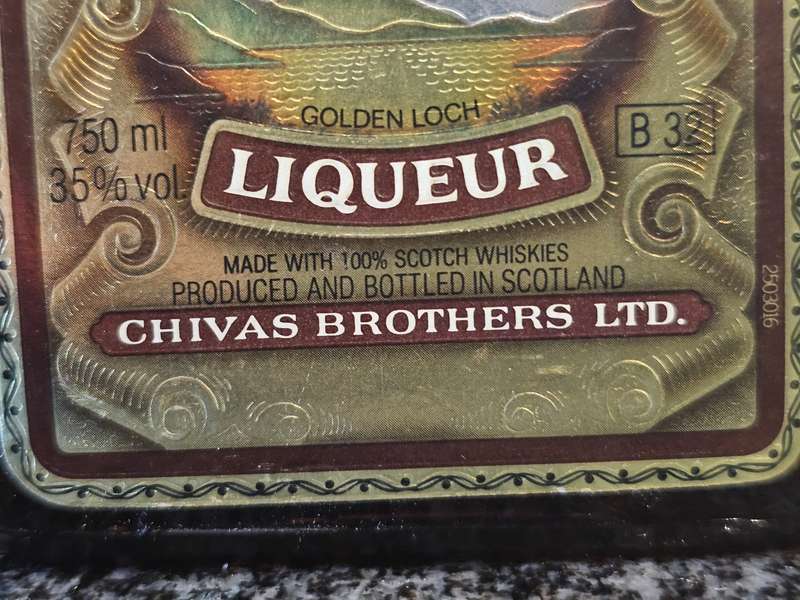 GOLDEN LOCH
750 ml
35% vol.
LIQUEUR
B 32
MADE WITH 100% SCOTCH WHISKIES
PRODUCED AND BOTTLED IN SCOTLAND
CHIVAS BROTHERS LTD.
2503016